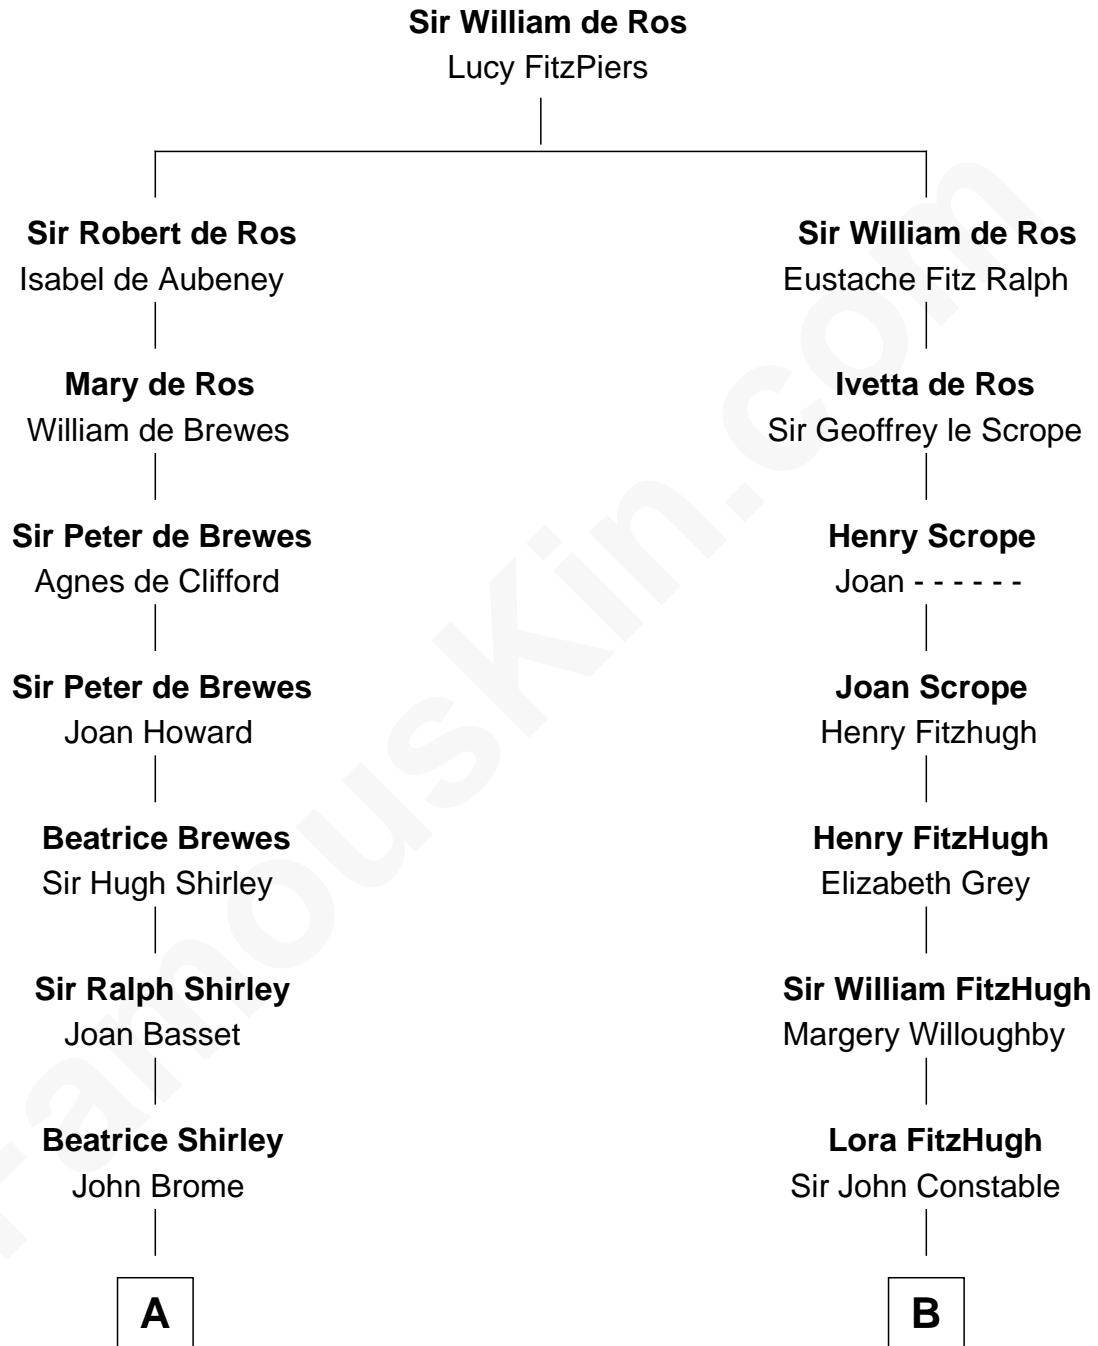 Sir William de Ros
Lucy FitzPiers
Sir Robert de Ros
Isabel de Aubeney
Sir William de Ros
Eustache Fitz Ralph
Mary de Ros
William de Brewes
Ivetta de Ros
Sir Geoffrey le Scrope
Sir Peter de Brewes
Agnes de Clifford
Henry Scrope
Joan - - - - - -
Sir Peter de Brewes
Joan Howard
Joan Scrope
Henry Fitzhugh
Beatrice Brewes
Sir Hugh Shirley
Henry FitzHugh
Elizabeth Grey
Sir Ralph Shirley
Joan Basset
Sir William FitzHugh
Margery Willoughby
Beatrice Shirley
John Brome
Lora FitzHugh
Sir John Constable
A
B
FamousKin.com